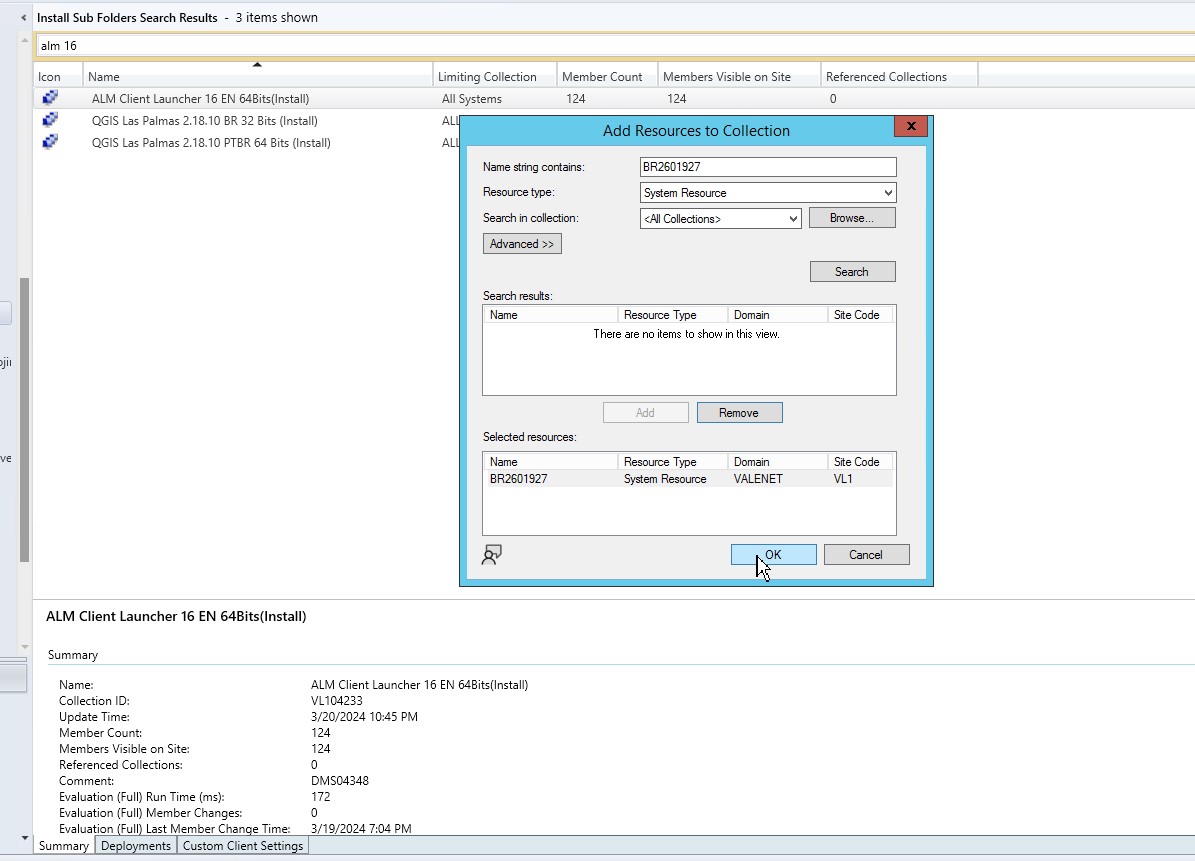 Install Sub Folders Search Results - 3 items shown
alm 16
Icon Name Limiting Collection Member Count Members Visible on Site Referenced Collections
ALM Client Launcher 16 EN 64Bits(Install) All Systems 124 124 0
QGIS Las Palmas 2.18.10 BR 32 Bits (Install) ALL
QGIS Las Palmas 2.18.10 PTBR 64 Bits (Install) ALL
Add Resources to Collection
Name string contains: BR2601927
Resource type: System Resource
Search in collection: <All Collections> Browse...
Advanced >>
Search
Search results:
Name Resource Type Domain Site Code
There are no items to show in this view.
Add Remove
Selected resources:
Name Resource Type Domain Site Code
BR2601927 System Resource VALENET VL1
OK Cancel
ALM Client Launcher 16 EN 64Bits(Install)
Summary
Name: ALM Client Launcher 16 EN 64Bits(Install)
Collection ID: VL104233
Update Time: 3/20/2024 10:45 PM
Member Count: 124
Members Visible on Site: 124
Referenced Collections: 0
Comment: DMS04348
Evaluation (Full) Run Time (ms): 172
Evaluation (Full) Member Changes: 0
Evaluation (Full) Last Member Change Time: 3/19/2024 7:04 PM
Summary Deployments Custom Client Settings